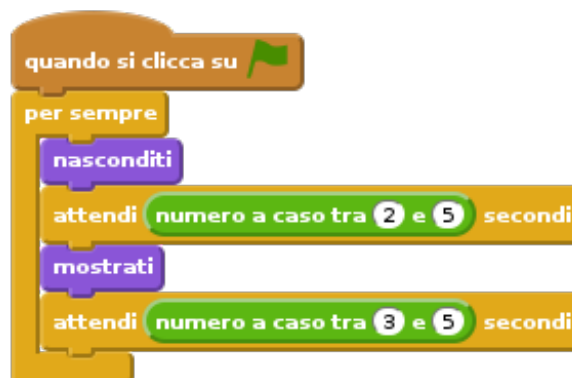 quando si clicca su
per sempre
nasconditi
attendi numero a caso tra 2 e 5 secondi
mostrati
attendi numero a caso tra 3 e 5 secondi